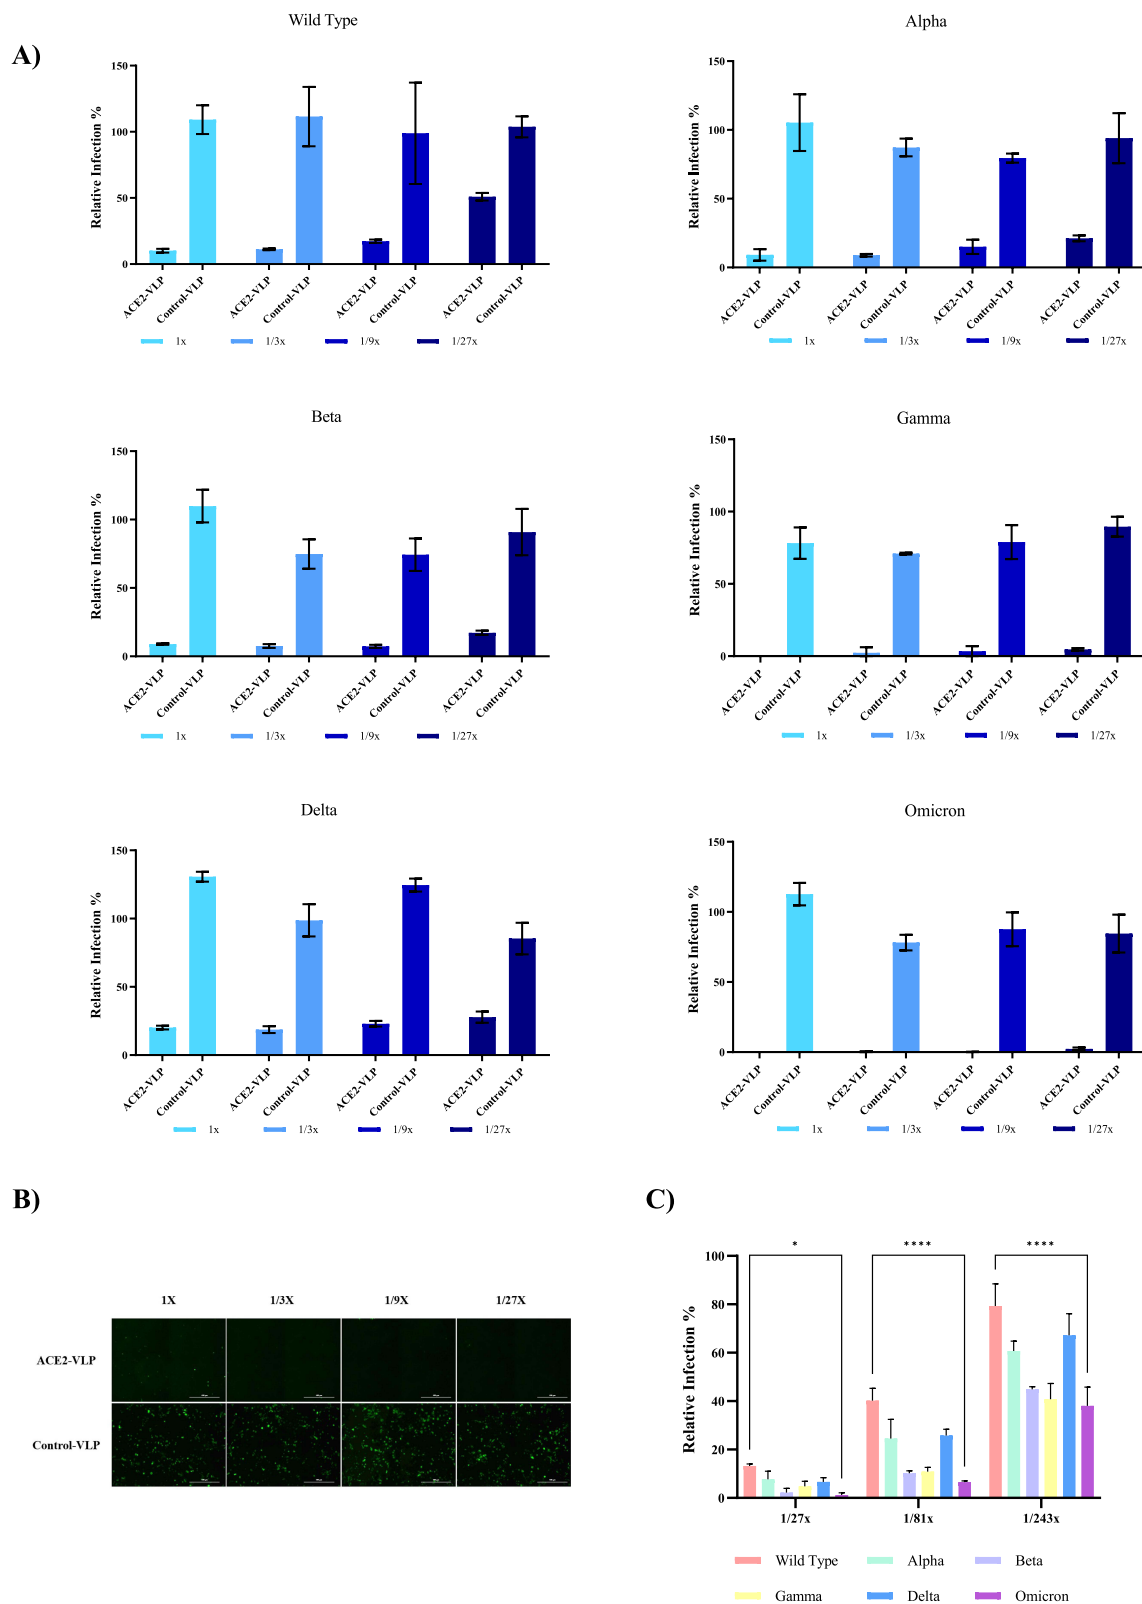 A)
Wild Type
Relative Infection %
150
100
50
0
ACE2-VLP
Control-VLP
ACE2-VLP
Control-VLP
ACE2-VLP
Control-VLP
ACE2-VLP
Control-VLP
1x 1/3x 1/9x 1/27x
Alpha
Relative Infection %
150
100
50
0
ACE2-VLP
Control-VLP
ACE2-VLP
Control-VLP
ACE2-VLP
Control-VLP
ACE2-VLP
Control-VLP
1x 1/3x 1/9x 1/27x
Beta
Relative Infection %
150
100
50
0
ACE2-VLP
Control-VLP
ACE2-VLP
Control-VLP
ACE2-VLP
Control-VLP
ACE2-VLP
Control-VLP
1x 1/3x 1/9x 1/27x
Gamma
Relative Infection %
150
100
50
0
ACE2-VLP
Control-VLP
ACE2-VLP
Control-VLP
ACE2-VLP
Control-VLP
ACE2-VLP
Control-VLP
1x 1/3x 1/9x 1/27x
Delta
Relative Infection %
150
100
50
0
ACE2-VLP
Control-VLP
ACE2-VLP
Control-VLP
ACE2-VLP
Control-VLP
ACE2-VLP
Control-VLP
1x 1/3x 1/9x 1/27x
Omicron
Relative Infection %
150
100
50
0
ACE2-VLP
Control-VLP
ACE2-VLP
Control-VLP
ACE2-VLP
Control-VLP
ACE2-VLP
Control-VLP
1x 1/3x 1/9x 1/27x
B)
1X 1/3X 1/9X 1/27X
ACE2-VLP
Control-VLP
C)
Relative Infection %
100
80
60
40
20
0
* **** ****
1/27x 1/81x 1/243x
Wild Type Alpha Beta
Gamma Delta Omicron